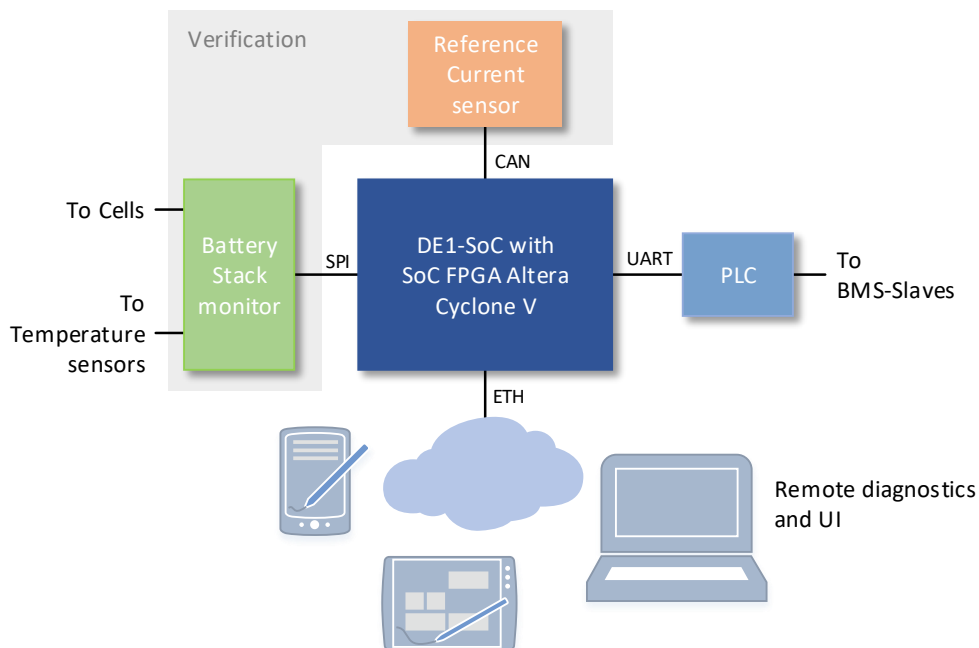 Verification
Reference
Current
sensor
CAN
To Cells
Battery
Stack
monitor
To
Temperature
sensors
SPI
DE1-SoC with
SoC FPGA Altera
Cyclone V
UART
PLC
To
BMS-Slaves
ETH
Remote diagnostics
and UI